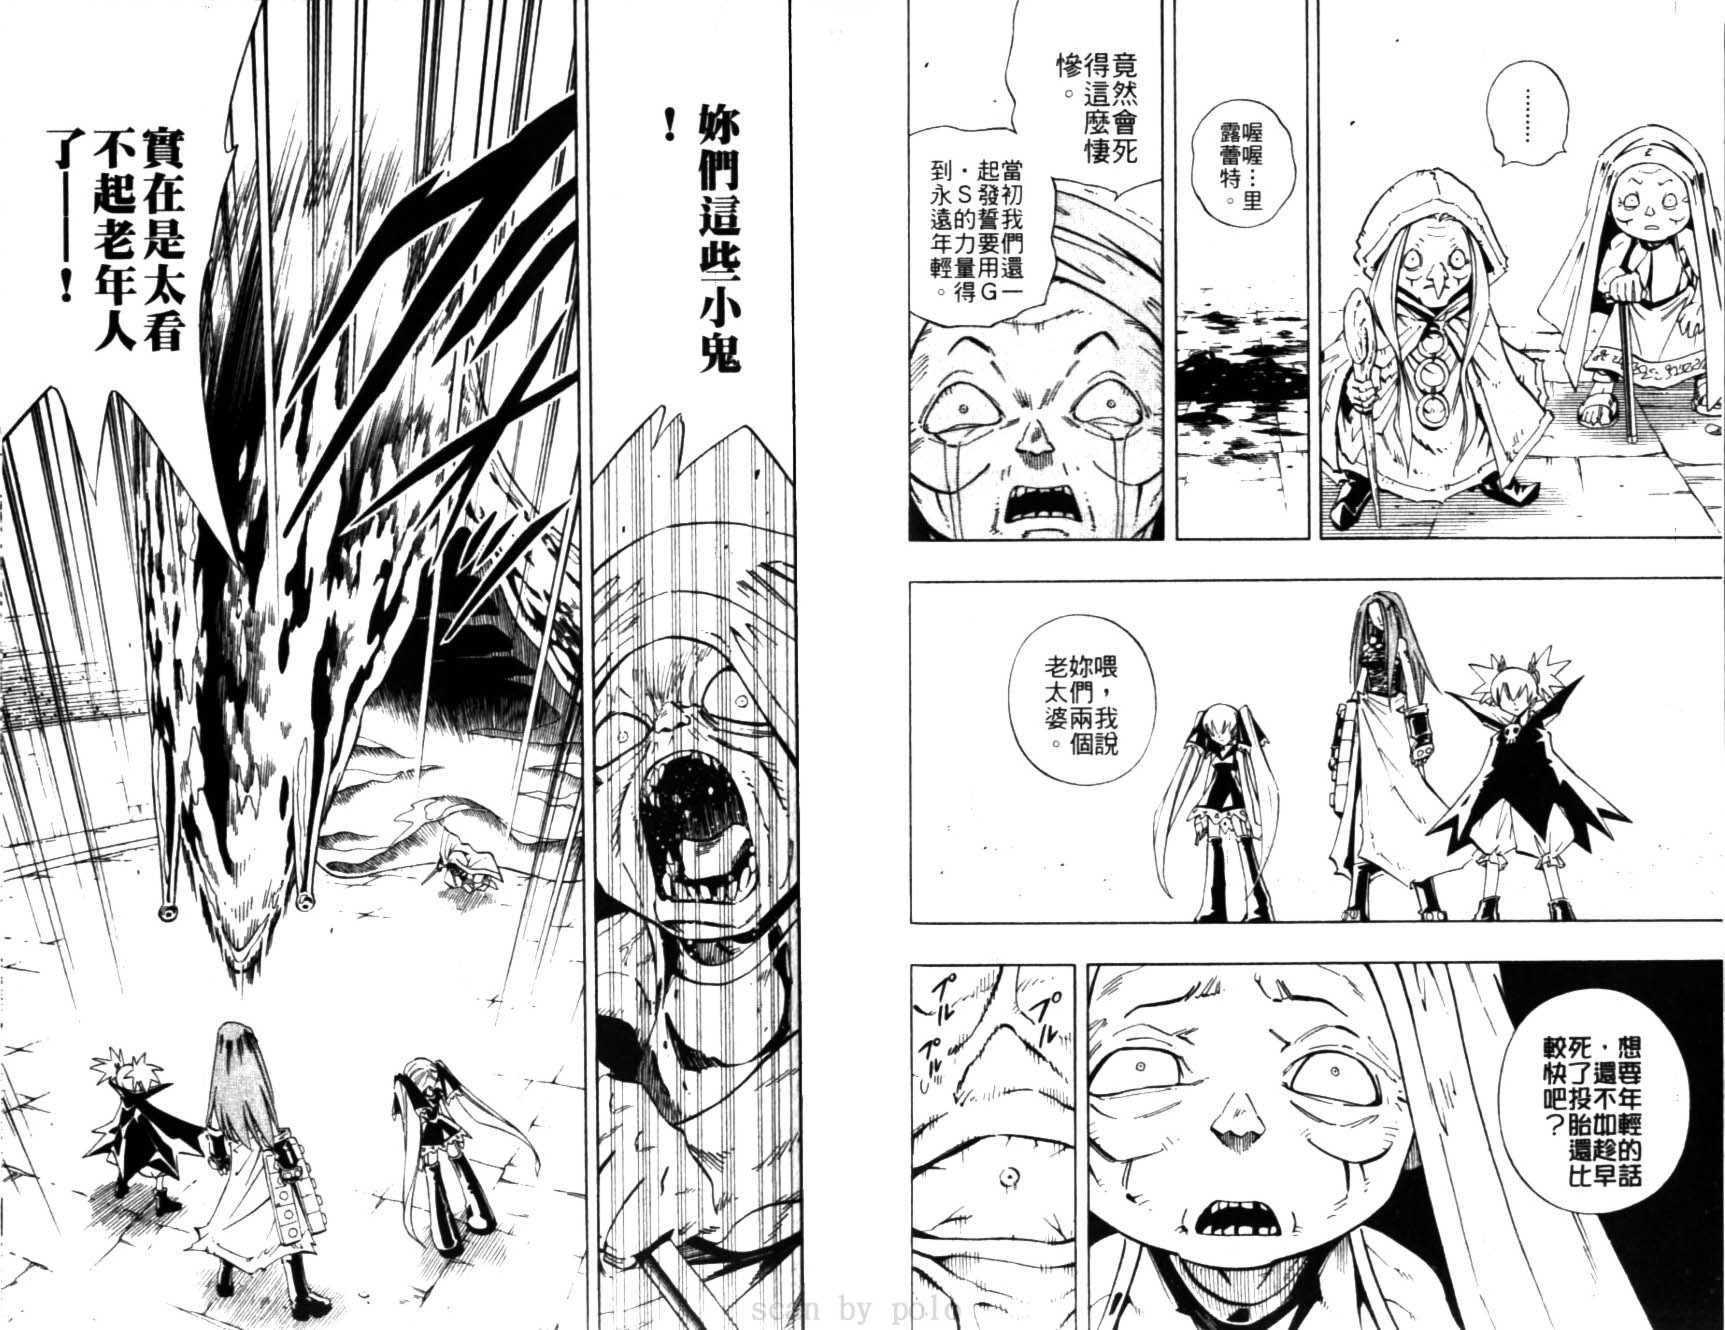 ………
喔喔…里
露蕾特。
竟然會死
得這麼悽
慘。
當初我們還一
起發誓要用G
．S的力量得
到永遠年輕。
喂，我說
妳們兩個
老太婆。
想要年輕的話
，還不如趁早
死了投胎還比
較快吧？
プル
プル
プル
妳們這些小鬼
！
實在是太看
不起老年人
了——！
scan by polo